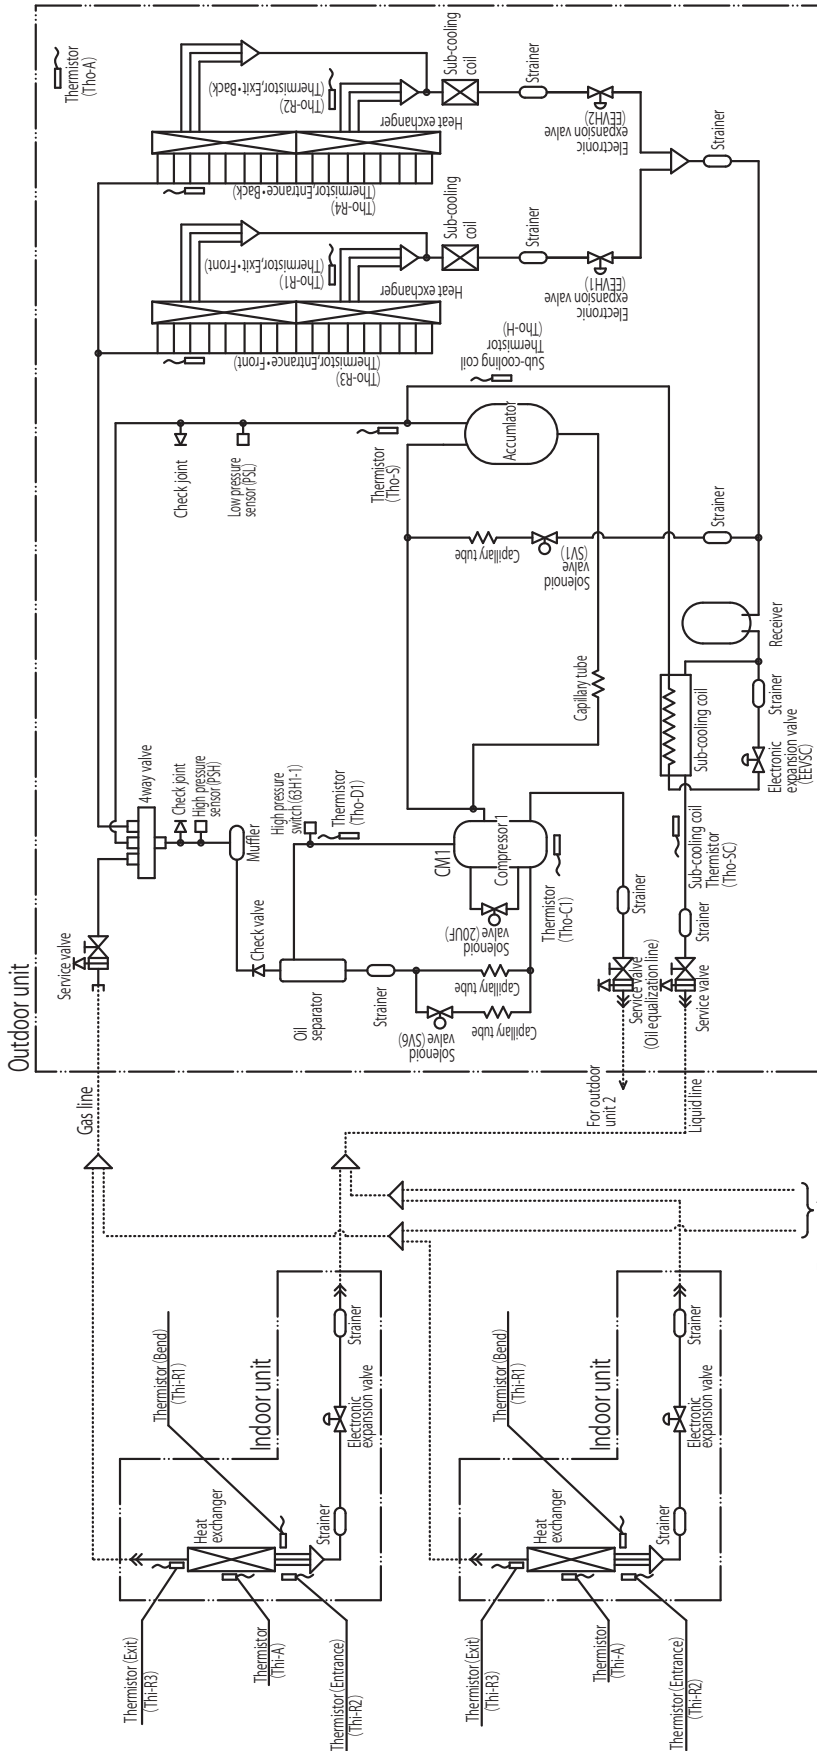 Outdoor unit
Thermistor
(Tho-A)
(Thermistor,Exit･Back)
(Tho-R2)
Heat exchanger
Sub-cooling
coil
Strainer
Electronic
expansion valve
(EEVH2)
Strainer
(Thermistor,Entrance･Back)
(Tho-R4)
(Thermistor,Exit･Front)
(Tho-R1)
Heat exchanger
Sub-cooling
coil
Strainer
Electronic
expansion valve
(EEVH1)
(Thermistor,Entrance･Front)
(Tho-R3)
Sub-cooling coil
Thermistor
(Tho-H)
Check joint
Low pressure
sensor (PSL)
Thermistor
(Tho-S)
Accumlator
Capillary tube
Solenoid
valve
(SV1)
Strainer
Receiver
Capillary tube
Sub-cooling coil
Strainer
Electronic
expansion valve
(EEVSC)
4way valve
Check joint
High pressure
sensor (PSH)
Muffler
High pressure
switch (63H1-1)
Thermistor
(Tho-D1)
CM1
Compressor1
Solenoid
valve (20UF)
Thermistor
(Tho-C1)
Strainer
Sub-cooling coil
Thermistor
(Tho-SC)
Strainer
Service valve
Check valve
Oil
separator
Strainer
Capillary tube
Solenoid
valve (SV6)
Capillary tube
Service valve
(Oil equalization line)
Service valve
Gas line
For outdoor
unit 2
Liquid line
Indoor unit
Thermistor (Bend)
(Thi-R1)
Strainer
Electronic
expansion valve
Heat
exchanger
Strainer
Thermistor (Exit)
(Thi-R3)
Thermistor
(Thi-A)
Thermistor (Entrance)
(Thi-R2)
Indoor unit
Thermistor (Bend)
(Thi-R1)
Strainer
Electronic
expansion valve
Heat
exchanger
Strainer
Thermistor (Exit)
(Thi-R3)
Thermistor
(Thi-A)
Thermistor (Entrance)
(Thi-R2)